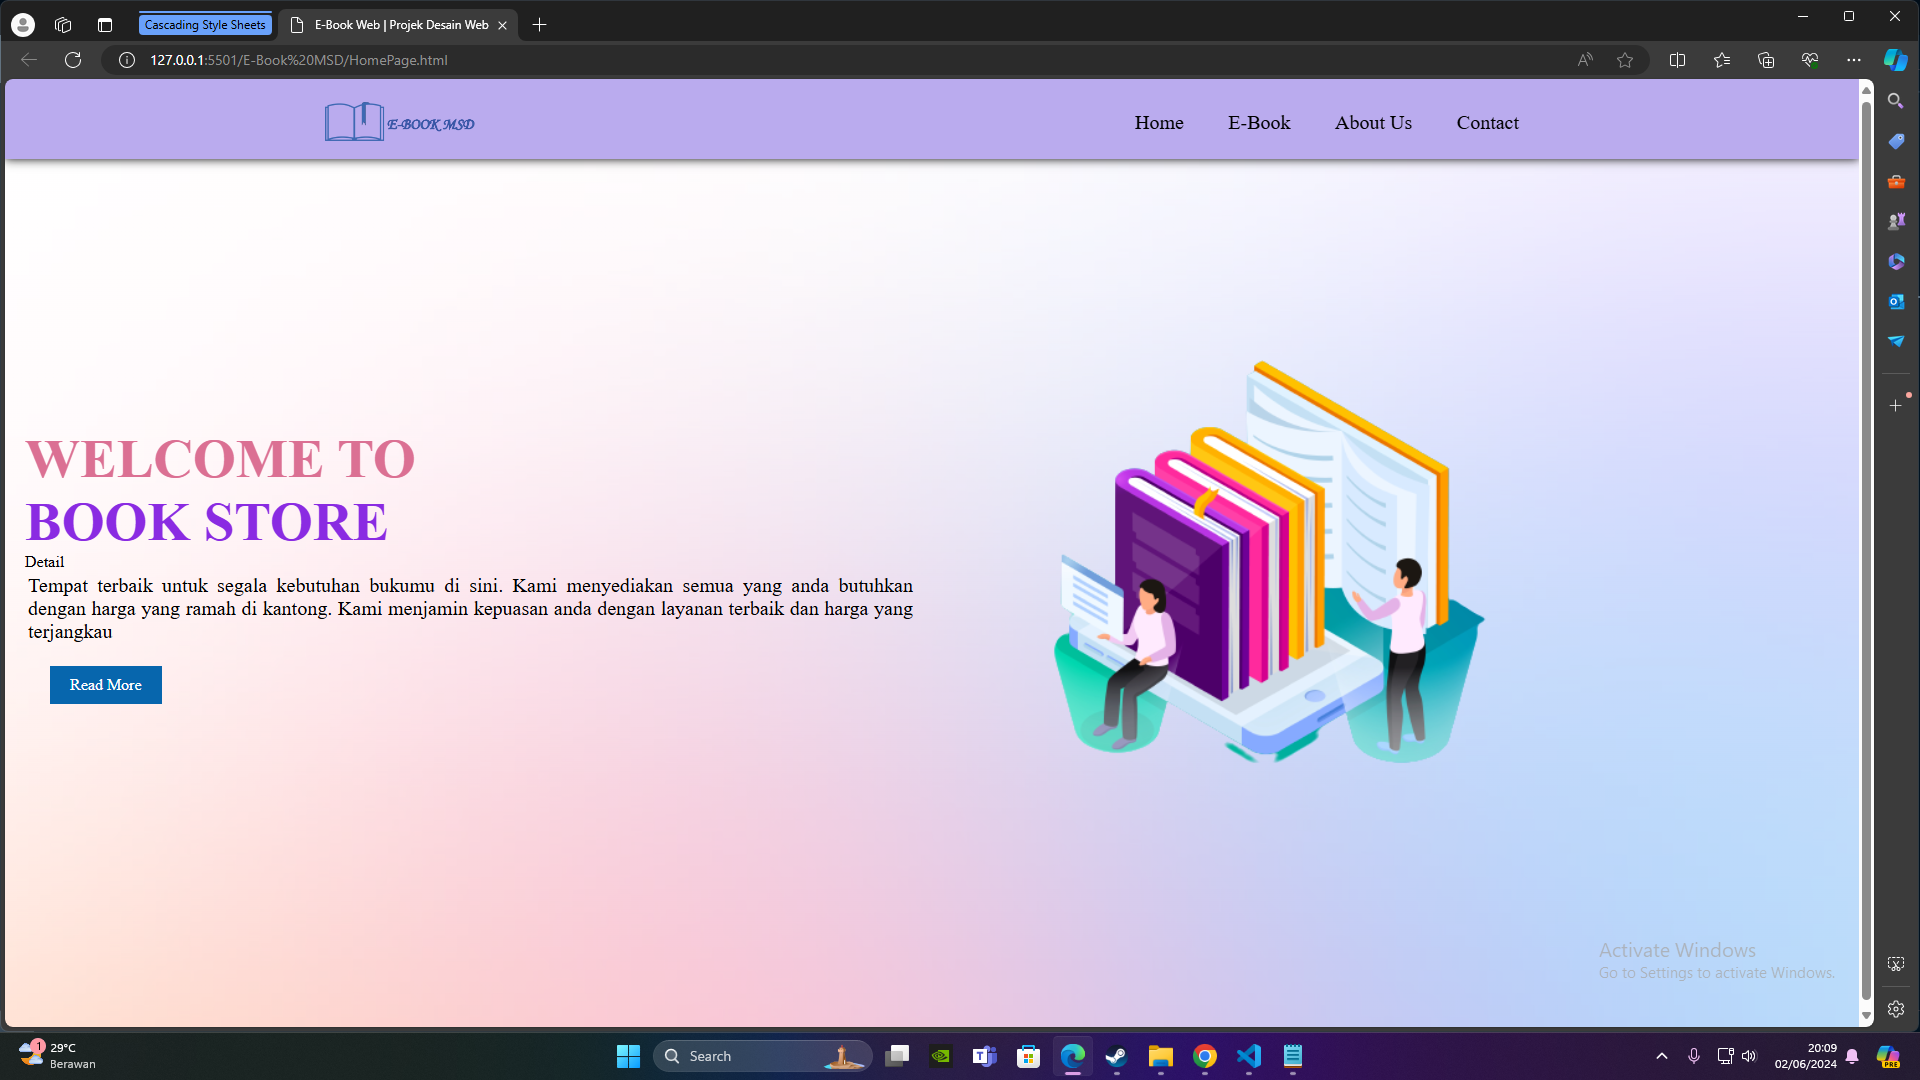 Cascading Style Sheets
E-Book Web | Projek Desain Web
127.0.0.1:5501/E-Book%20MSD/HomePage.html
E-BOOK MSD
Home E-Book About Us Contact
WELCOME TO
BOOK STORE
Detail
Tempat terbaik untuk segala kebutuhan bukumu di sini. Kami menyediakan semua yang anda butuhkan
dengan harga yang ramah di kantong. Kami menjamin kepuasan anda dengan layanan terbaik dan harga yang
terjangkau
Read More
Activate Windows
Go to Settings to activate Windows.
1
29°C
Berawan
Search
20:09
02/06/2024
PRE